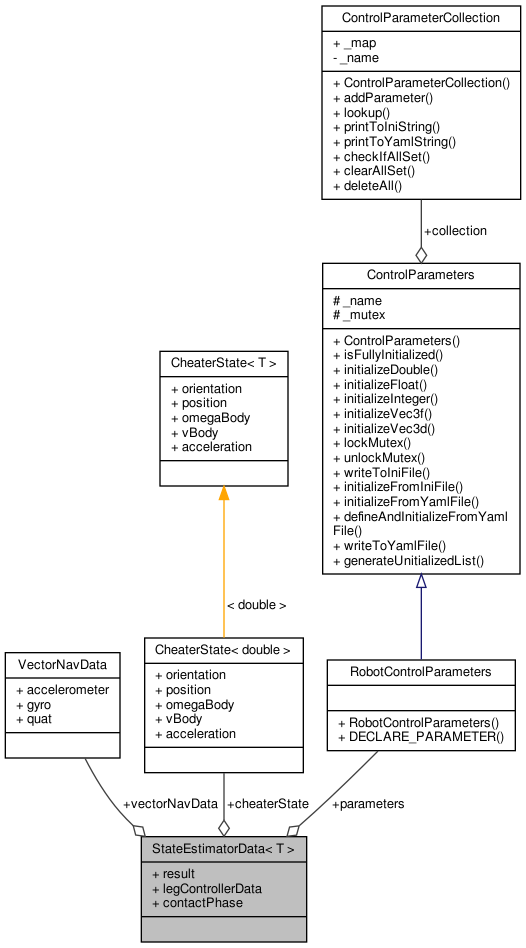 ControlParameterCollection
+ _map
- _name
+ ControlParameterCollection()
+ addParameter()
+ lookup()
+ printToIniString()
+ printToYamlString()
+ checkIfAllSet()
+ clearAllSet()
+ deleteAll()
+collection
ControlParameters
# _name
# _mutex
+ ControlParameters()
+ isFullyInitialized()
+ initializeDouble()
+ initializeFloat()
+ initializeInteger()
+ initializeVec3f()
+ initializeVec3d()
+ lockMutex()
+ unlockMutex()
+ writeToIniFile()
+ initializeFromIniFile()
+ initializeFromYamlFile()
+ defineAndInitializeFromYaml
File()
+ writeToYamlFile()
+ generateUnitializedList()
CheaterState< T >
+ orientation
+ position
+ omegaBody
+ vBody
+ acceleration
< double >
VectorNavData
+ accelerometer
+ gyro
+ quat
CheaterState< double >
+ orientation
+ position
+ omegaBody
+ vBody
+ acceleration
RobotControlParameters
+ RobotControlParameters()
+ DECLARE_PARAMETER()
+vectorNavData
+cheaterState
+parameters
StateEstimatorData< T >
+ result
+ legControllerData
+ contactPhase